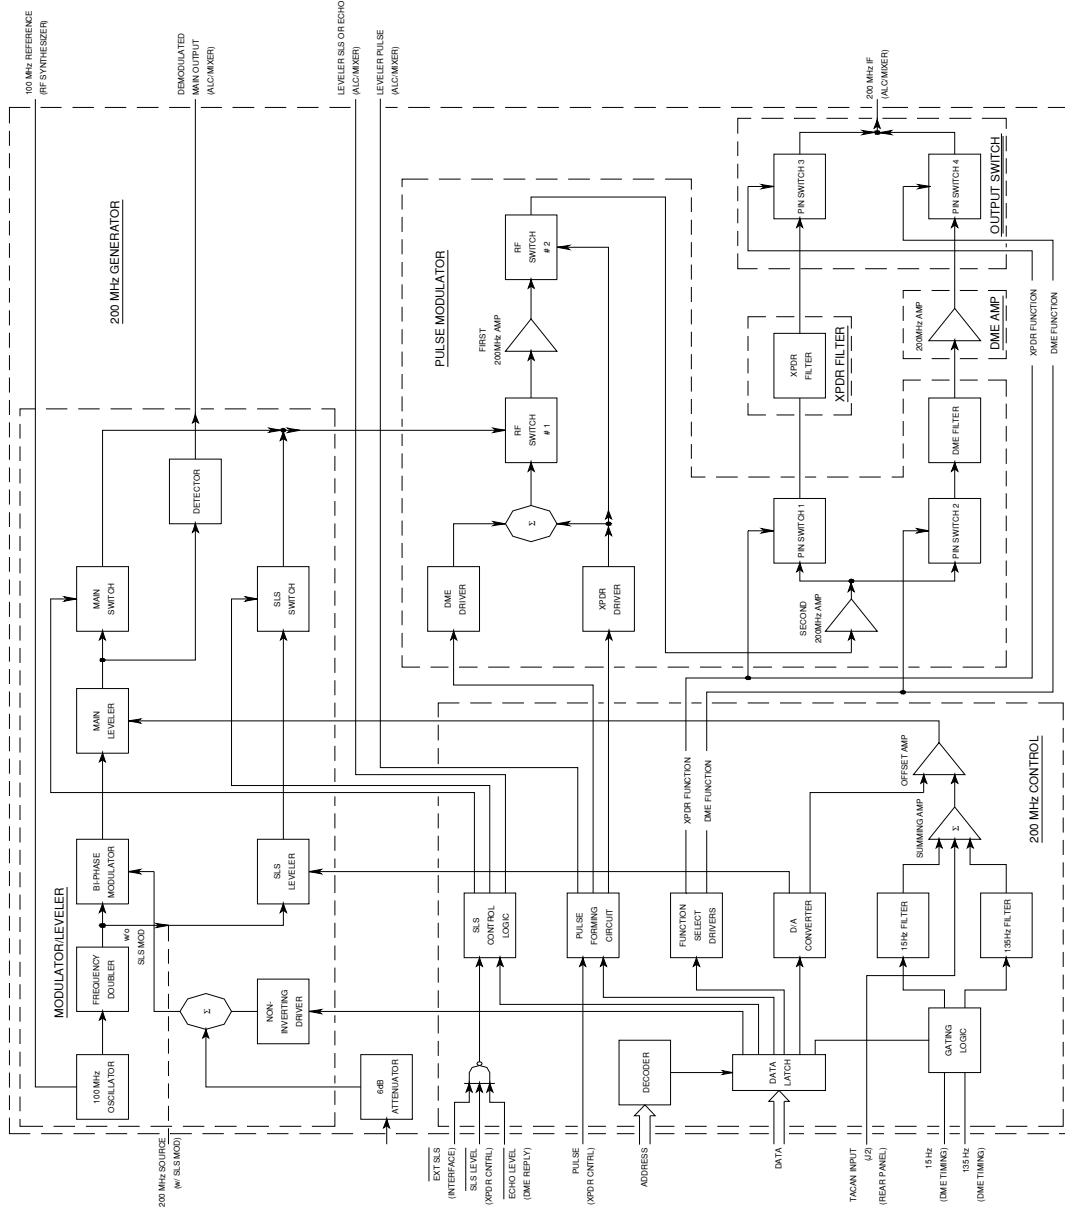 100 MHz REFERENCE
(RF SYNTHESIZER)
DEMODULATED
MAIN OUTPUT
(ALC/MIXER)
LEVELER SLS OR ECHO
(ALC/MIXER)
LEVELER PULSE
(ALC/MIXER)
200 MHz IF
(ALC/MIXER)
200 MHz GENERATOR
MODULATOR/LEVELER
100 MHz
OSCILLATOR
FREQUENCY
DOUBLER
w/o
SLS MOD
BI-PHASE
MODULATOR
MAIN
LEVELER
MAIN
SWITCH
DETECTOR
Σ
NON-
INVERTING
DRIVER
SLS
LEVELER
SLS
SWITCH
6dB
ATTENUATOR
200 MHz SOURCE
(w/ SLS MOD)
PULSE MODULATOR
DME
DRIVER
XPDR
DRIVER
Σ
RF
SWITCH
# 1
FIRST
200MHz AMP
RF
SWITCH
# 2
SECOND
200MHz AMP
PIN SWITCH 1
PIN SWITCH 2
XPDR
FILTER
XPDR FILTER
DME FILTER
200MHz AMP
DME AMP
PIN SWITCH 3
PIN SWITCH 4
OUTPUT SWITCH
XPDR FUNCTION
DME FUNCTION
XPDR FUNCTION
DME FUNCTION
200 MHz CONTROL
SLS
CONTROL
LOGIC
PULSE
FORMING
CIRCUIT
FUNCTION
SELECT
DRIVERS
D/A
CONVERTER
15Hz FILTER
135Hz FILTER
SUMMING AMP
Σ
OFFSET AMP
DECODER
DATA
LATCH
GATING
LOGIC
EXT SLS
(INTERFACE)
SLS LEVEL
(XPDR CNTRL)
ECHO LEVEL
(DME REPLY)
PULSE
(XPDR CNTRL)
ADDRESS
DATA
TACAN INPUT
(J2)
(REAR PANEL)
15 Hz
(DME TIMING)
135 Hz
(DME TIMING)